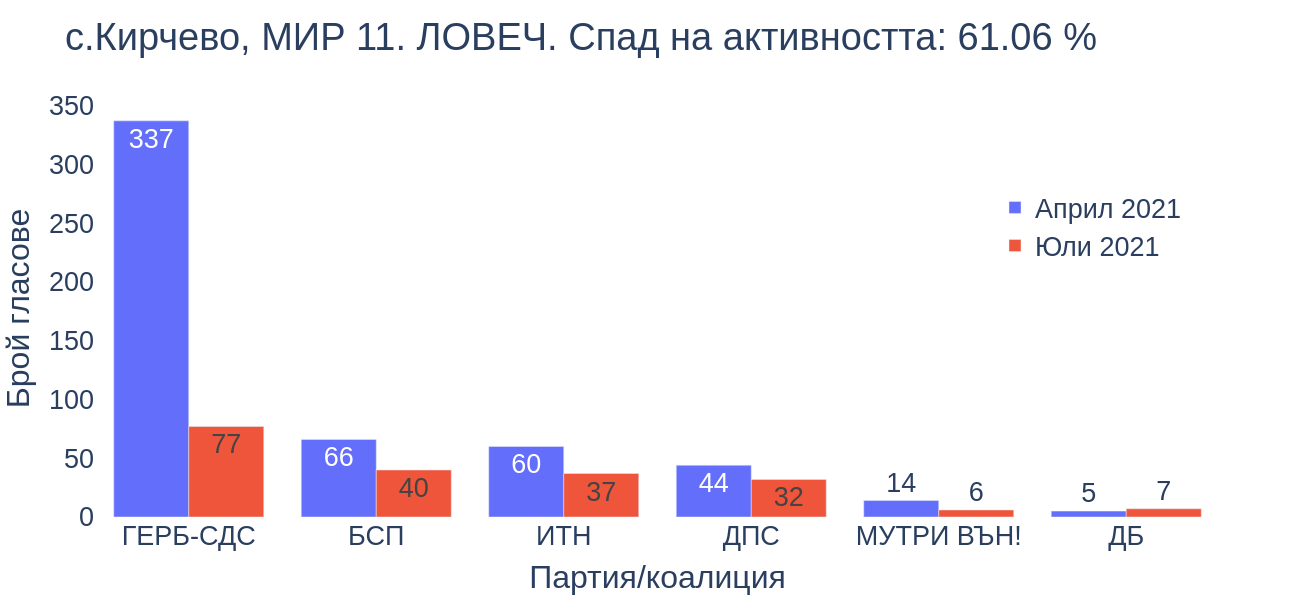 с.Кирчево, МИР 11. ЛОВЕЧ. Спад на активността: 61.06 %
350
300
250
200
150
100
50
0
Брой гласове
337
77
66
40
60
37
44
32
14
6
5
7
Април 2021
Юли 2021
ГЕРБ-СДС
БСП
ИТН
ДПС
МУТРИ ВЪН!
ДБ
Партия/коалиция